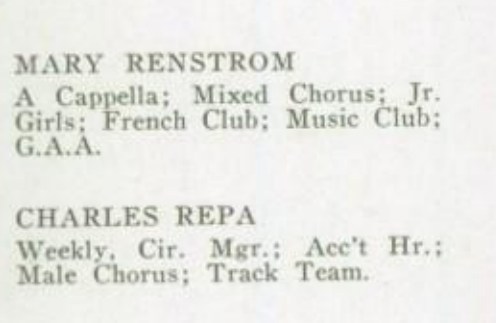 MARY RENSTROM
A Cappella; Mixed Chorus; Jr.
Girls; French Club; Music Club;
G.A.A.
CHARLES REPA
Weekly, Cir. Mgr.; Acc't Hr.;
Male Chorus; Track Team.